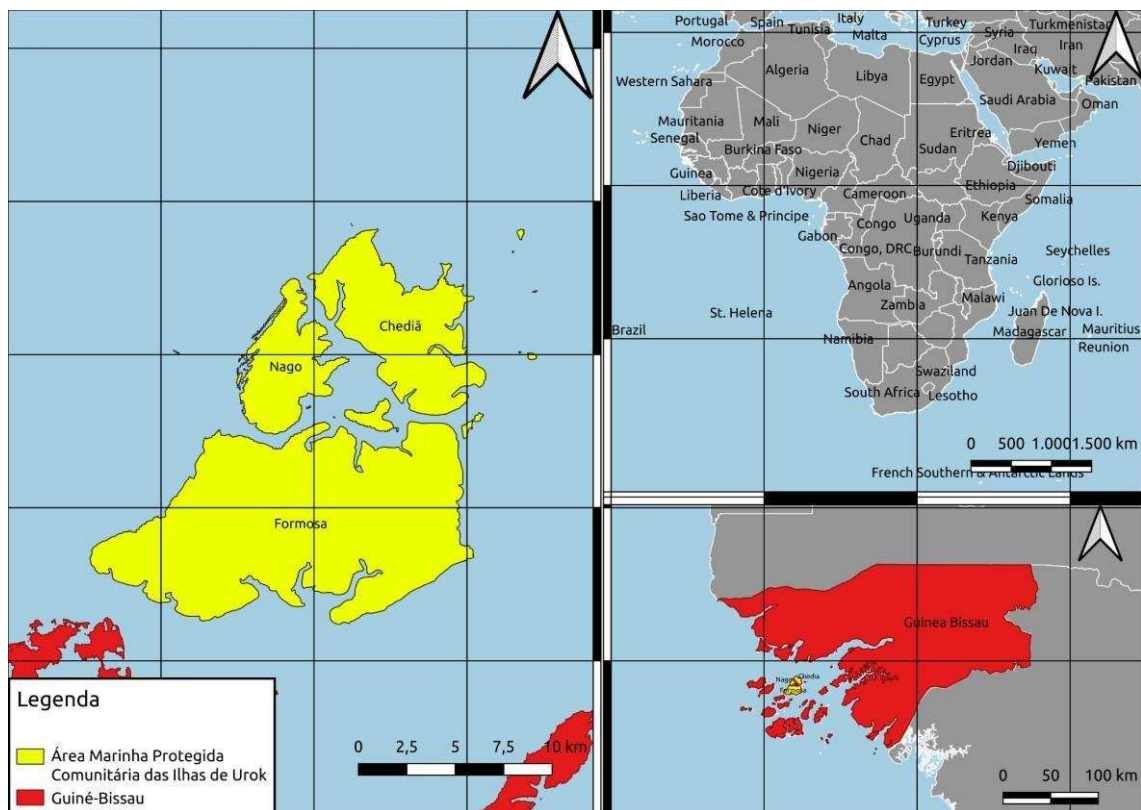 Chediã
Nago
Formosa
Legenda
Área Marinha Protegida
Comunitária das Ilhas de Urok
Guiné-Bissau
0 2,5 5 7,5 10 km
Portugal
Spain
Italy
Turkey
Turkmenistan
Tunisia
Malta
Cyprus
Syria
Morocco
Iraq
Iran
Jordan
Kuwait
Algeria
Libya
Egypt
Pakistan
Western Sahara
Saudi Arabia
Oman
Mauritania
Mali
Niger
Chad
Eritrea
Senegal
Sudan
Yemen
Burkina Faso
Djibouti
Guinea
Nigeria
Ethiopia
Liberia
Cote d'Ivory
Cameroon
Somalia
Sao Tome & Principe
Uganda
Kenya
Gabon
Congo
Congo, DRC
Burundi
Seychelles
Tanzania
Angola
Glorioso Is.
Zambia
Malawi
St. Helena
Juan De Nova I.
Brazil
Madagascar
Mauritius
Namibia
Reunion
Swaziland
South Africa
Lesotho
0 500 1.000 1.500 km
French Southern & Antarctic Lands
Guinea Bissau
Nago
Chedia
Formosa
0 50 100 km